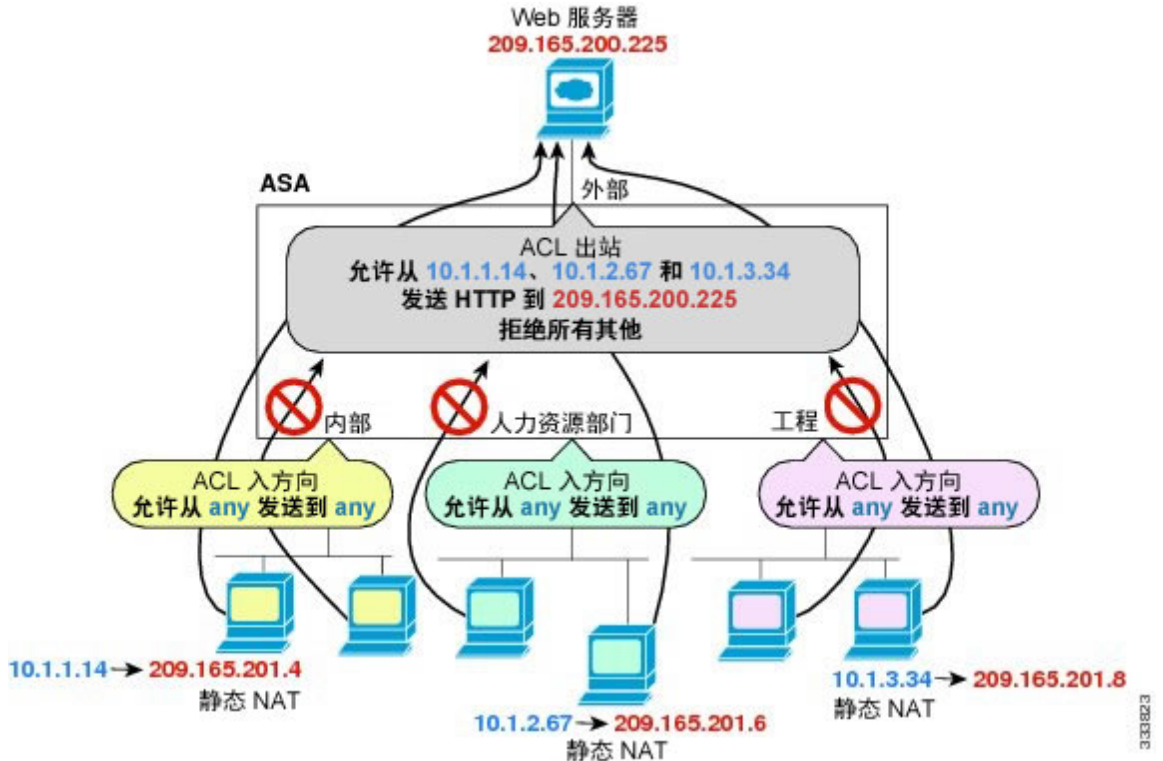 Web 服务器
209.165.200.225
ASA
外部
ACL 出站
允许从 10.1.1.14、10.1.2.67 和 10.1.3.34
发送 HTTP 到 209.165.200.225
拒绝所有其他
内部
人力资源部门
工程
ACL 入方向
允许从 any 发送到 any
ACL 入方向
允许从 any 发送到 any
ACL 入方向
允许从 any 发送到 any
10.1.1.14 209.165.201.4
静态 NAT
10.1.2.67 209.165.201.6
静态 NAT
10.1.3.34 209.165.201.8
静态 NAT
333823